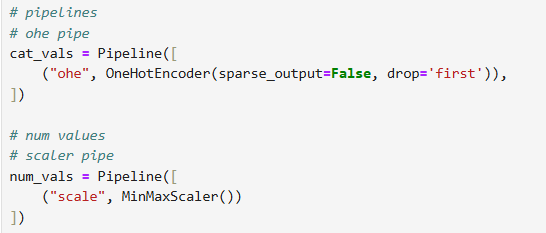 # pipelines
# ohe pipe
cat_vals = Pipeline([
    ("ohe", OneHotEncoder(sparse_output=False, drop='first')),
])
# num values
# scaler pipe
num_vals = Pipeline([
    ("scale", MinMaxScaler())
])